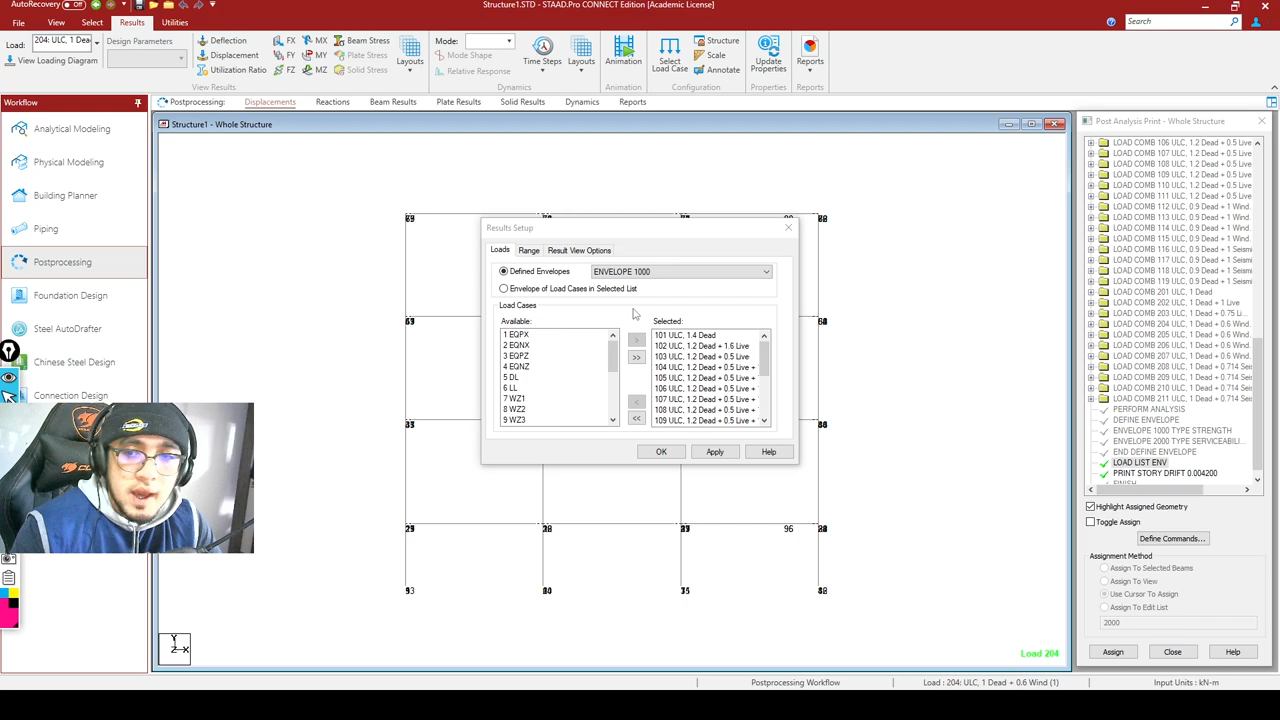 AutoRecovery Off
Structure1.STD - STAAD.Pro CONNECT Edition [Academic License]
File View Select Results Utilities
Search
Load: 204: ULC, 1 Dea
View Loading Diagram
Design Parameters
Deflection
Displacement
Utilization Ratio
FX MX Beam Stress
FY MY Plate Stress
FZ MZ Solid Stress
Layouts
View Results
Mode:
Mode Shape
Relative Response
Time Steps
Layouts
Dynamics
Animation
Animation
Select Load Case
Structure
Scale
Annotate
Configuration
Update Properties
Properties
Reports
Reports
Workflow
Postprocessing: Displacements Reactions Beam Results Plate Results Solid Results Dynamics Reports
Analytical Modeling
Physical Modeling
Building Planner
Piping
Postprocessing
Foundation Design
Steel AutoDrafter
Chinese Steel Design
Connection Design
Structure1 - Whole Structure
Results Setup
Loads Range Result View Options
Defined Envelopes ENVELOPE 1000
Envelope of Load Cases in Selected List
Load Cases
Available:
1 EQPX
2 EQNX
3 EQPZ
4 EQNZ
5 DL
6 LL
7 WZ1
8 WZ2
9 WZ3
>
>>
<
<<
Selected:
101 ULC, 1.4 Dead
102 ULC, 1.2 Dead + 1.6 Live
103 ULC, 1.2 Dead + 0.5 Live
104 ULC, 1.2 Dead + 0.5 Live +
105 ULC, 1.2 Dead + 0.5 Live +
106 ULC, 1.2 Dead + 0.5 Live +
107 ULC, 1.2 Dead + 0.5 Live +
108 ULC, 1.2 Dead + 0.5 Live +
109 ULC, 1.2 Dead + 0.5 Live +
OK Apply Help
96
Y
Z X
Load 204
Post Analysis Print - Whole Structure
LOAD COMB 106 ULC, 1.2 Dead + 0.5 Live
LOAD COMB 107 ULC, 1.2 Dead + 0.5 Live
LOAD COMB 108 ULC, 1.2 Dead + 0.5 Live
LOAD COMB 109 ULC, 1.2 Dead + 0.5 Live
LOAD COMB 110 ULC, 1.2 Dead + 0.5 Live
LOAD COMB 111 ULC, 1.2 Dead + 0.5 Live
LOAD COMB 112 ULC, 0.9 Dead + 1 Wind
LOAD COMB 113 ULC, 0.9 Dead + 1 Wind
LOAD COMB 114 ULC, 0.9 Dead + 1 Wind
LOAD COMB 115 ULC, 0.9 Dead + 1 Wind
LOAD COMB 116 ULC, 0.9 Dead + 1 Seismi
LOAD COMB 117 ULC, 0.9 Dead + 1 Seismi
LOAD COMB 118 ULC, 0.9 Dead + 1 Seismi
LOAD COMB 119 ULC, 0.9 Dead + 1 Seismi
LOAD COMB 201 ULC, 1 Dead
LOAD COMB 202 ULC, 1 Dead + 1 Live
LOAD COMB 203 ULC, 1 Dead + 0.75 Li
LOAD COMB 204 ULC, 1 Dead + 0.6 Wind
LOAD COMB 205 ULC, 1 Dead + 0.6 Wind
LOAD COMB 206 ULC, 1 Dead + 0.6 Wind
LOAD COMB 207 ULC, 1 Dead + 0.6 Wind
LOAD COMB 208 ULC, 1 Dead + 0.714 Sei
LOAD COMB 209 ULC, 1 Dead + 0.714 Sei
LOAD COMB 210 ULC, 1 Dead + 0.714 Sei
LOAD COMB 211 ULC, 1 Dead + 0.714 Sei
PERFORM ANALYSIS
DEFINE ENVELOPE
ENVELOPE 1000 TYPE STRENGTH
ENVELOPE 2000 TYPE SERVICEABILI...
END DEFINE ENVELOPE
LOAD LIST ENV
PRINT STORY DRIFT 0.004200
FINISH
Highlight Assigned Geometry
Toggle Assign
Define Commands...
Assignment Method
Assign To Selected Beams
Assign To View
Use Cursor To Assign
Assign To Edit List
2000
Assign Close Help
Postprocessing Workflow
Load : 204: ULC, 1 Dead + 0.6 Wind (1)
Input Units : kN-m